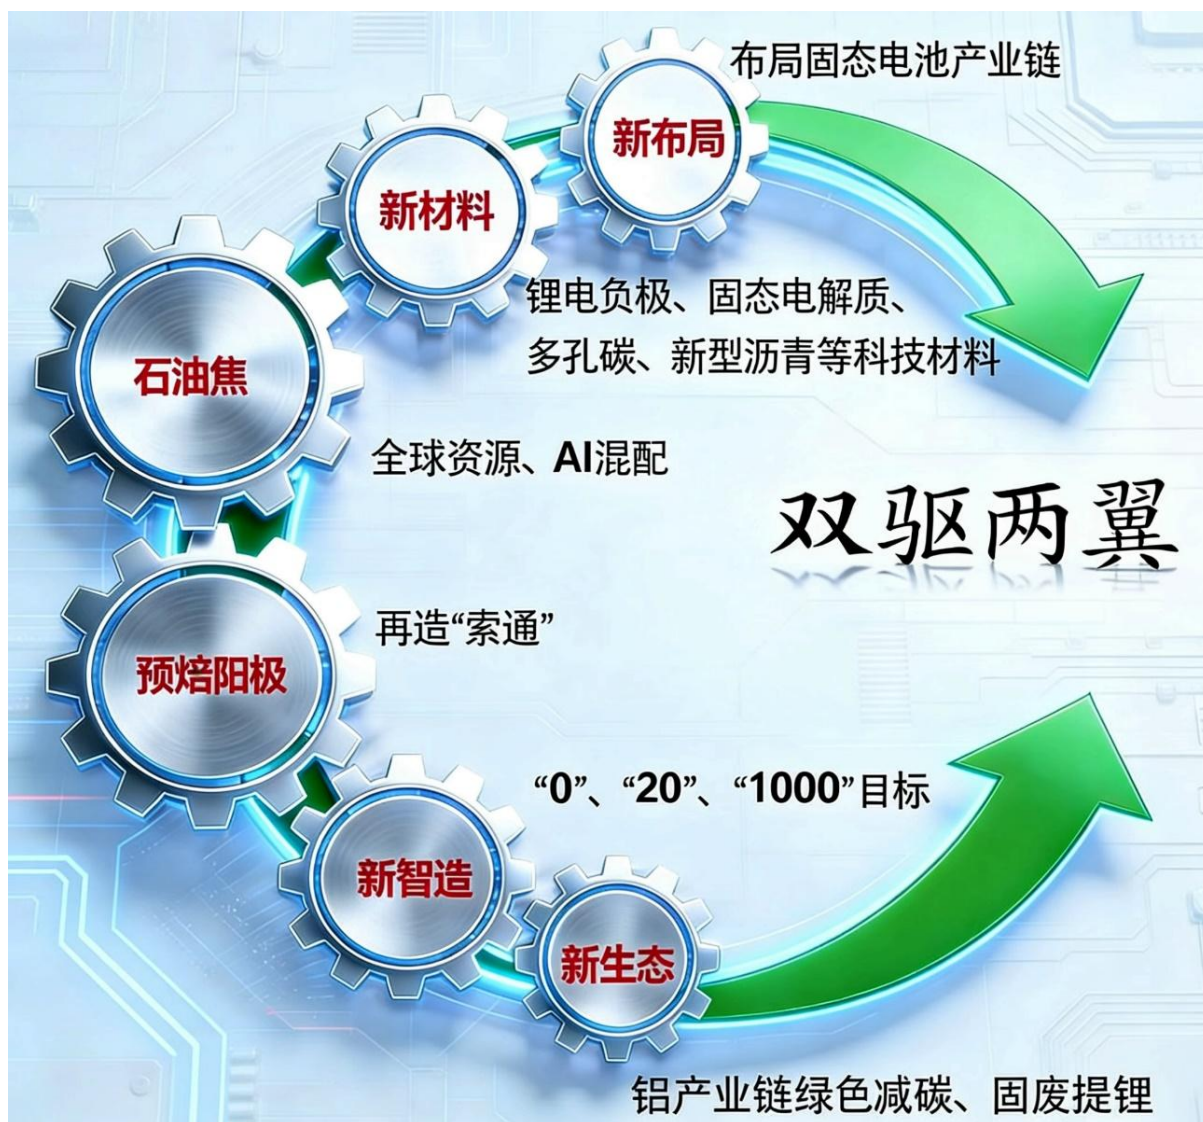 布局固态电池产业链
新布局
新材料
锂电负极、固态电解质、
多孔碳、新型沥青等科技材料
石油焦
全球资源、AI混配
双驱两翼
再造“索通”
预焙阳极
“0”、“20”、“1000”目标
新智造
新生态
铝产业链绿色减碳、固废提锂